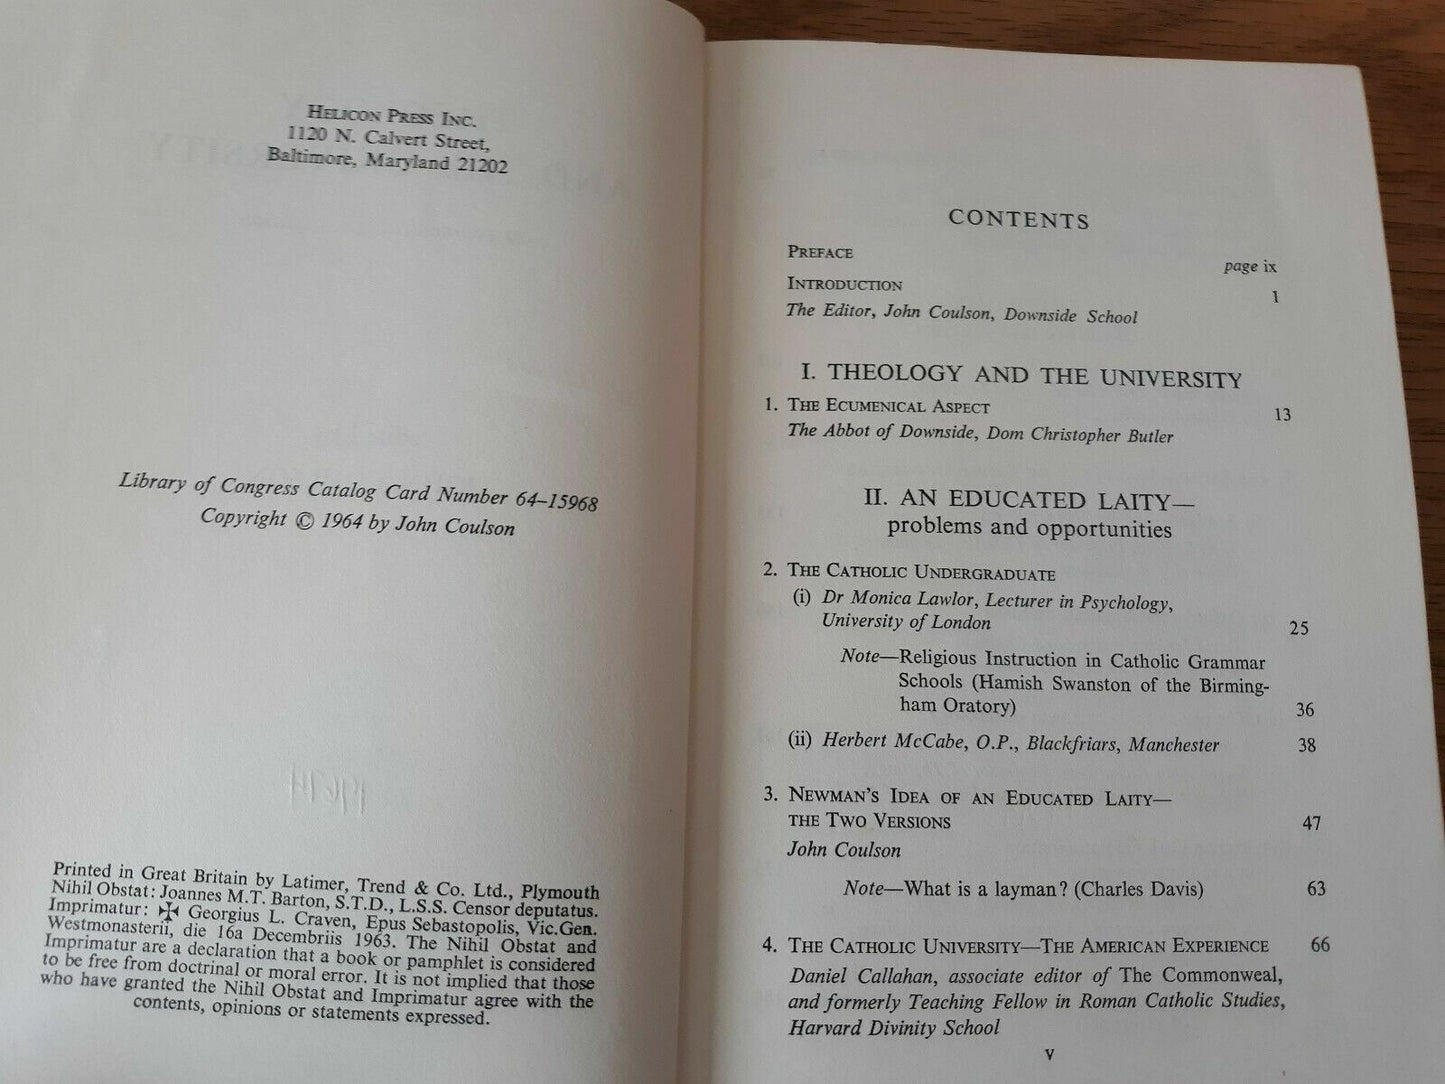 Helicon Press Inc.
1120 N. Calvert Street,
Baltimore, Maryland 21202
Library of Congress Catalog Card Number 64–15968
Copyright © 1964 by John Coulson
Printed in Great Britain by Latimer, Trend & Co. Ltd., Plymouth
Nihil Obstat: Joannes M.T. Barton, S.T.D., L.S.S. Censor deputatus.
Imprimatur: ✠ Georgius L. Craven, Epus Sebastopolis, Vic.Gen.
Westmonasterii, die 16a Decembriis 1963. The Nihil Obstat and
Imprimatur are a declaration that a book or pamphlet is considered
to be free from doctrinal or moral error. It is not implied that those
who have granted the Nihil Obstat and Imprimatur agree with the
contents, opinions or statements expressed.
CONTENTS
Preface page ix
Introduction 1
The Editor, John Coulson, Downside School
I. THEOLOGY AND THE UNIVERSITY
1. The Ecumenical Aspect 13
The Abbot of Downside, Dom Christopher Butler
II. AN EDUCATED LAITY—
problems and opportunities
2. The Catholic Undergraduate
(i) Dr Monica Lawlor, Lecturer in Psychology,
University of London 25
Note—Religious Instruction in Catholic Grammar
Schools (Hamish Swanston of the Birming-
ham Oratory) 36
(ii) Herbert McCabe, O.P., Blackfriars, Manchester 38
3. Newman's Idea of an Educated Laity—
the Two Versions 47
John Coulson
Note—What is a layman? (Charles Davis) 63
4. The Catholic University—The American Experience 66
Daniel Callahan, associate editor of The Commonweal,
and formerly Teaching Fellow in Roman Catholic Studies,
Harvard Divinity School
v